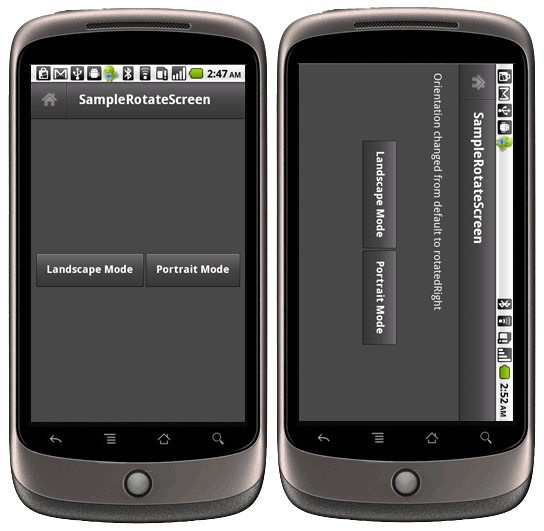 2:47 AM
SampleRotateScreen
Landscape Mode Portrait Mode
2:52 AM
SampleRotateScreen
Orientation changed from default to rotatedRight
Landscape Mode Portrait Mode